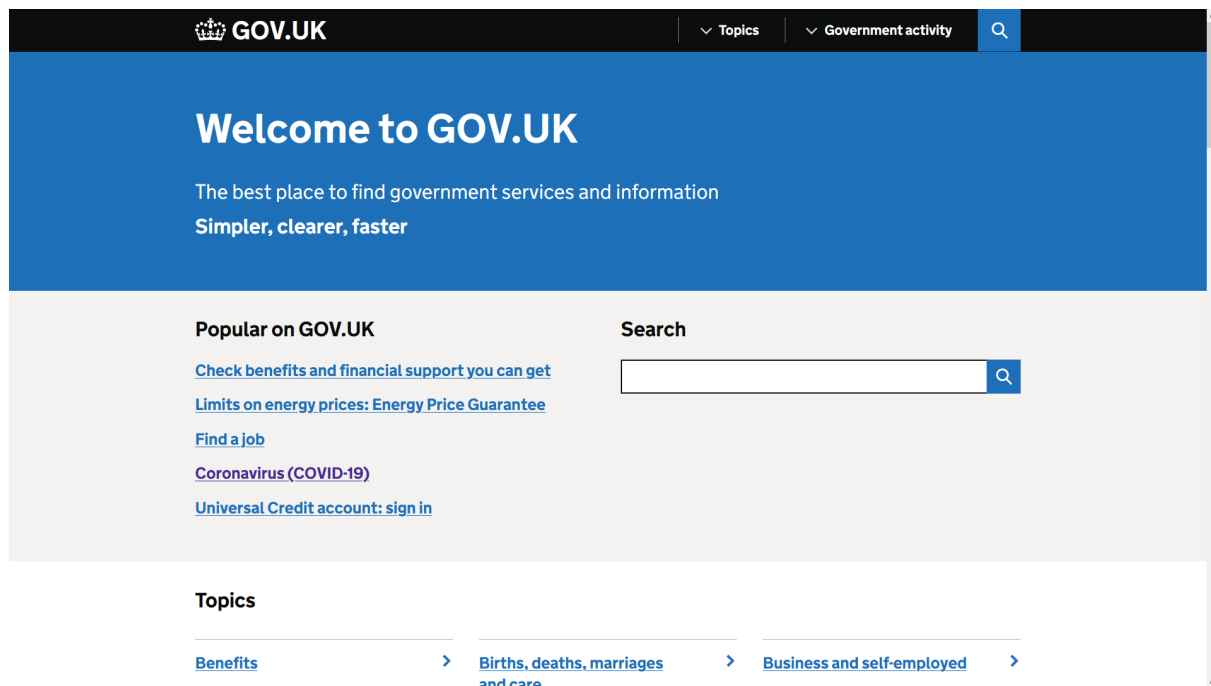 GOV.UK
Topics
Government activity
Welcome to GOV.UK
The best place to find government services and information
Simpler, clearer, faster
Popular on GOV.UK
Check benefits and financial support you can get
Limits on energy prices: Energy Price Guarantee
Find a job
Coronavirus (COVID-19)
Universal Credit account: sign in
Search
Topics
Benefits
Births, deaths, marriages
and care
Business and self-employed